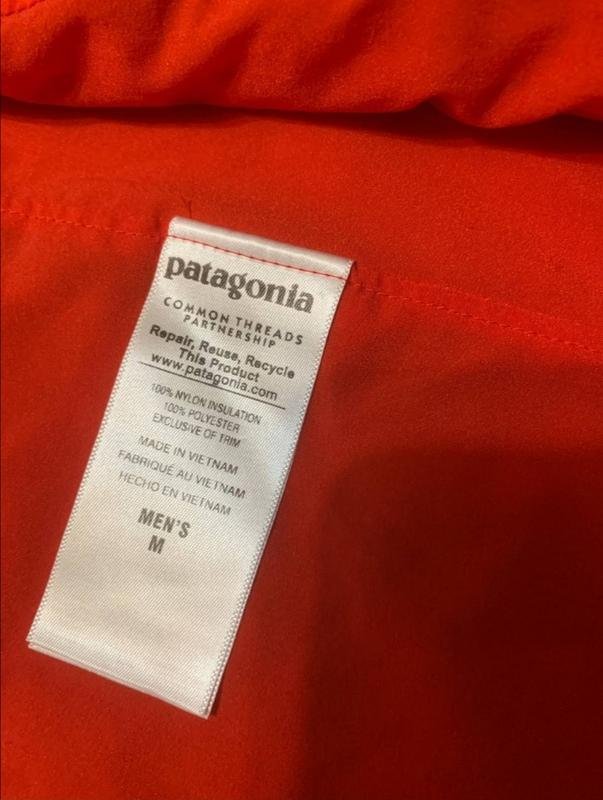 patagonia
COMMON THREADS
PARTNERSHIP
Repair, Reuse, Recycle
This Product
www.patagonia.com
100% NYLON INSULATION
100% POLYESTER
EXCLUSIVE OF TRIM
MADE IN VIETNAM
FABRIQUÉ AU VIETNAM
HECHO EN VIETNAM
MEN'S
M